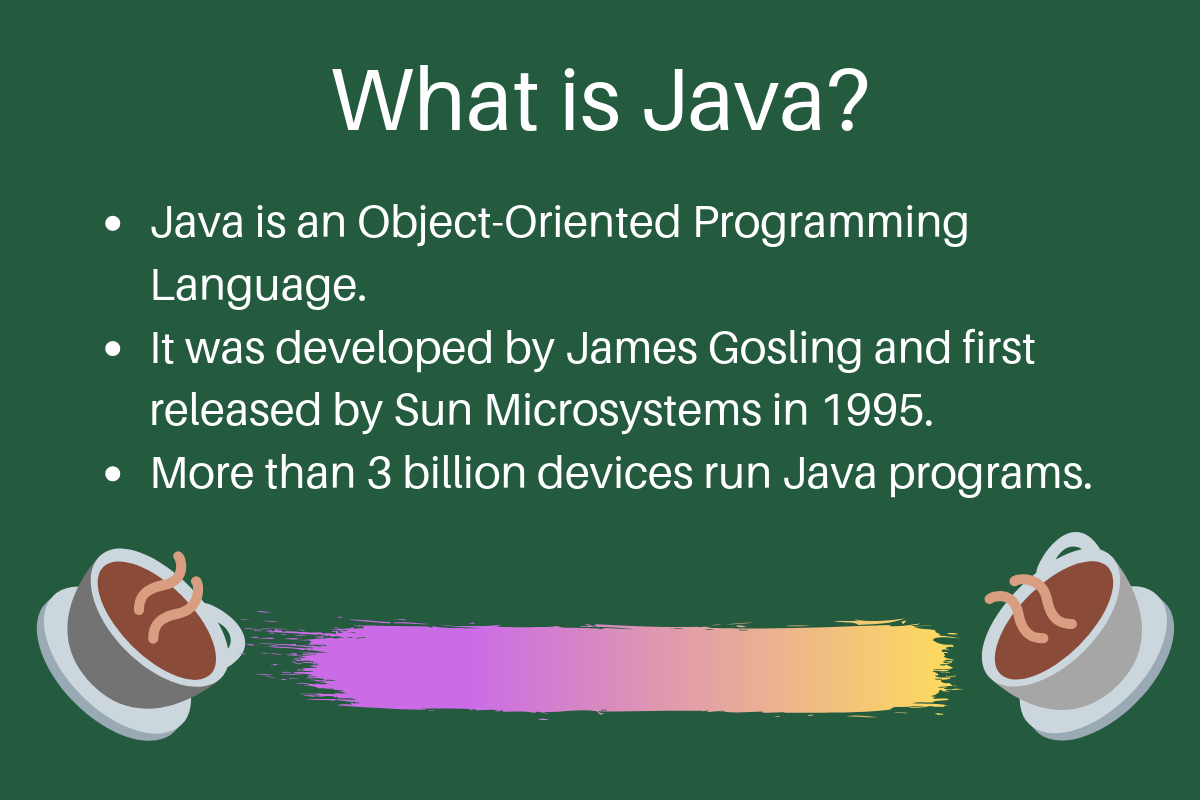 What is Java?
• Java is an Object-Oriented Programming
Language.
• It was developed by James Gosling and first
released by Sun Microsystems in 1995.
• More than 3 billion devices run Java programs.